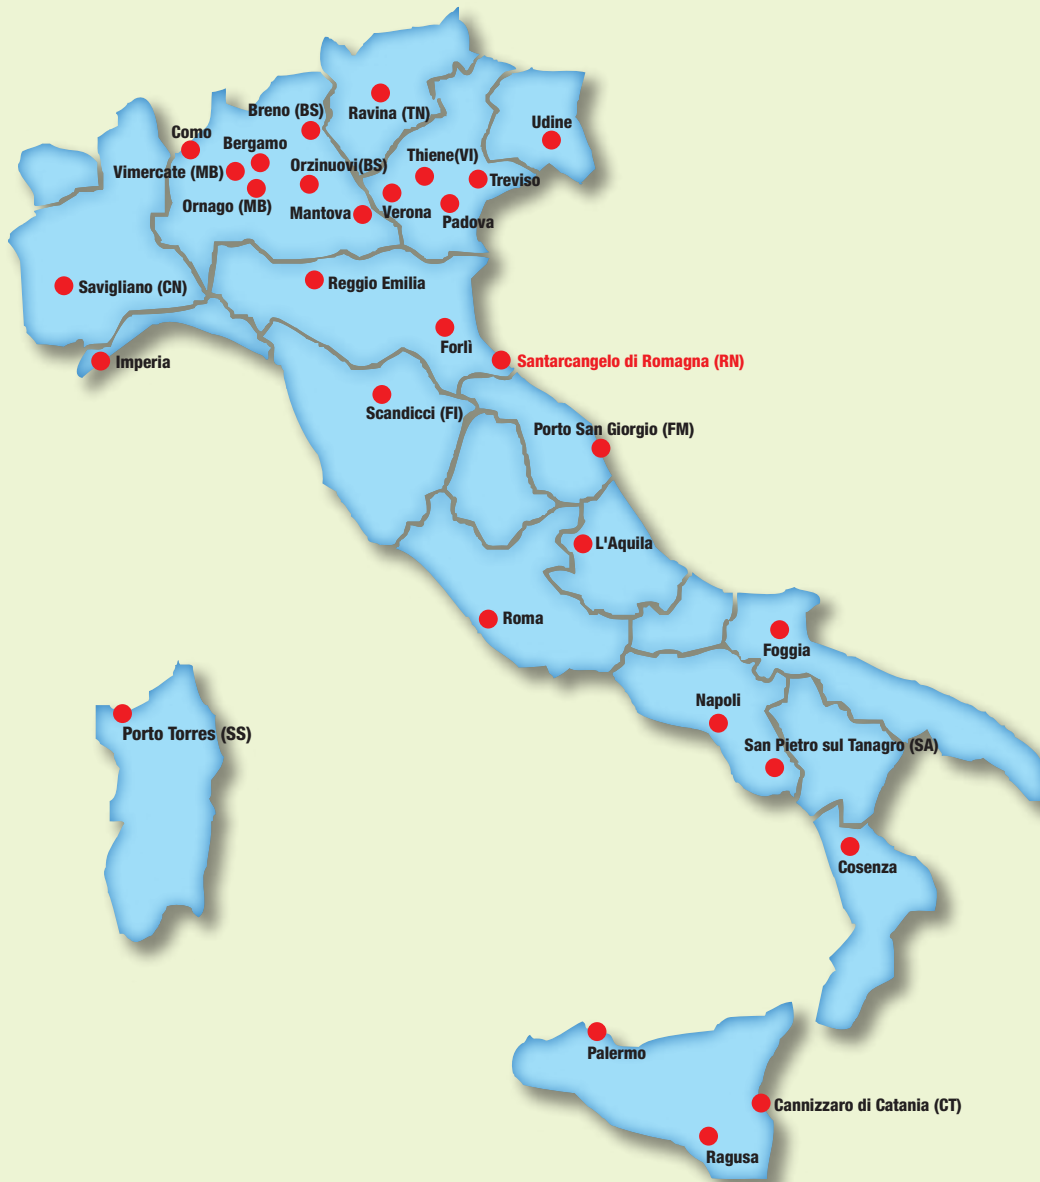 Breno (BS)
Ravina (TN)
Udine
Como
Bergamo
Vimercate (MB)
Orzinuovi(BS)
Thiene(VI)
Treviso
Ornago (MB)
Mantova
Verona
Padova
Savigliano (CN)
Reggio Emilia
Forlì
Imperia
Santarcangelo di Romagna (RN)
Scandicci (FI)
Porto San Giorgio (FM)
L'Aquila
Roma
Foggia
Napoli
Porto Torres (SS)
San Pietro sul Tanagro (SA)
Cosenza
Palermo
Cannizzaro di Catania (CT)
Ragusa